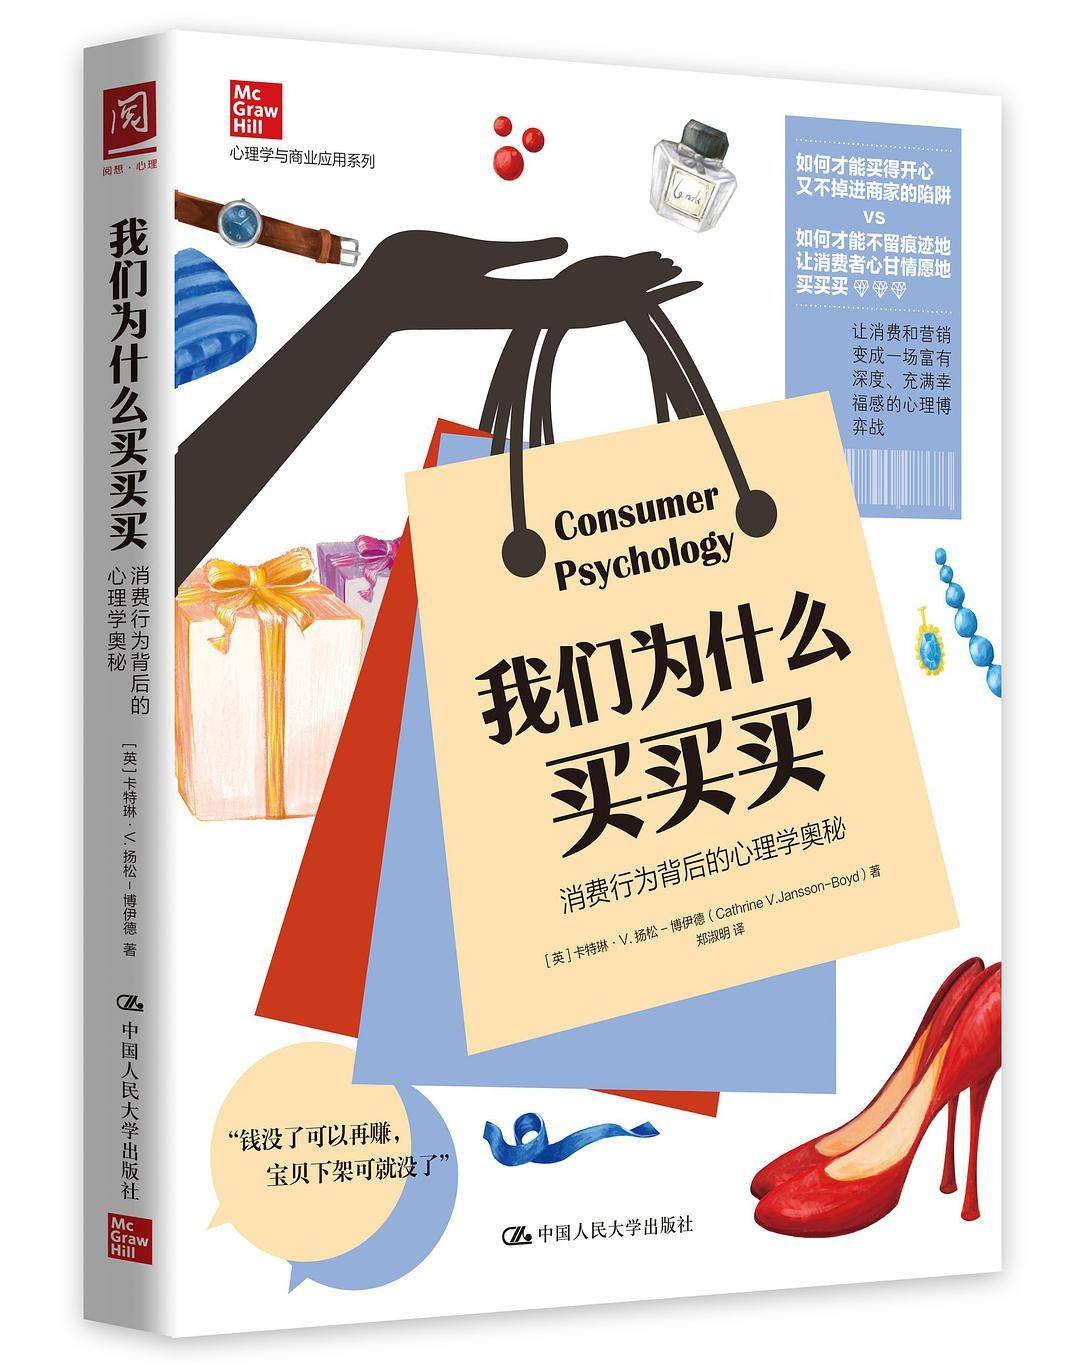 阅
阅想·心理
我们为什么买买买
消费行为背后的
心理学奥秘
[英]卡特琳·V.扬松-博伊德 著
中国人民大学出版社
Mc
Graw
Hill
Mc
Graw
Hill
心理学与商业应用系列
如何才能买得开心
又不掉进商家的陷阱
vs
如何才能不留痕迹地
让消费者心甘情愿地
买买买
让消费和营销
变成一场富有
深度、充满幸
福感的心理博
弈战
Consumer
Psychology
我们为什么
买买买
消费行为背后的心理学奥秘
[英]卡特琳·V.扬松-博伊德(Cathrine V.Jansson-Boyd)著
郑淑明 译
“钱没了可以再赚，
宝贝下架可就没了”
中国人民大学出版社